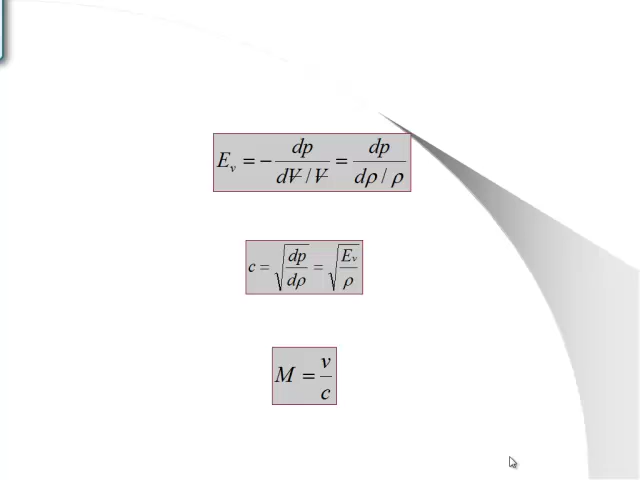 E_v = − dp / (dV̶ / V̶) = dp / (dρ / ρ)
c = √(dp / dρ) = √(E_v / ρ)
M = v / c